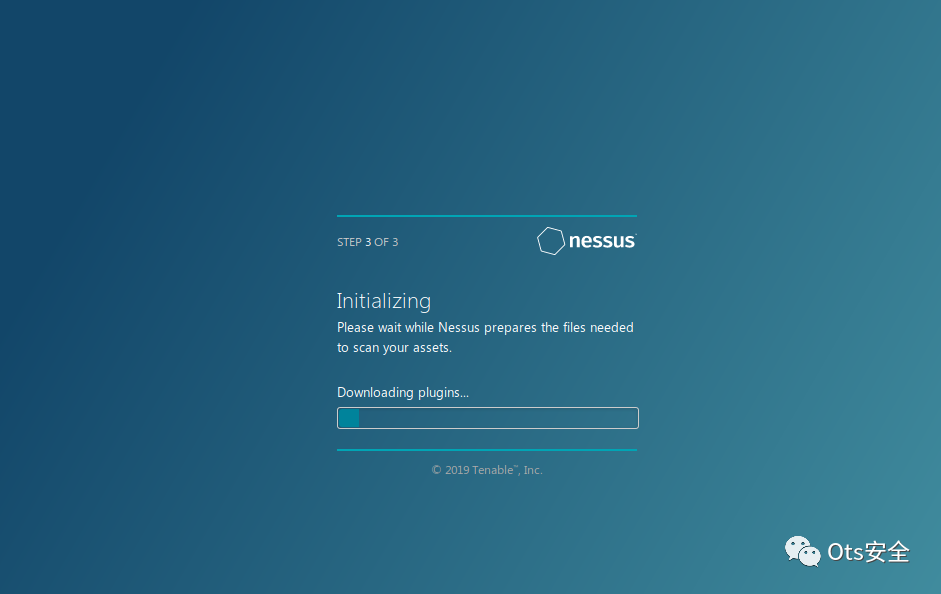 STEP 3 OF 3
nessus
Initializing
Please wait while Nessus prepares the files needed
to scan your assets.
Downloading plugins...
© 2019 Tenable™, Inc.
Ots安全